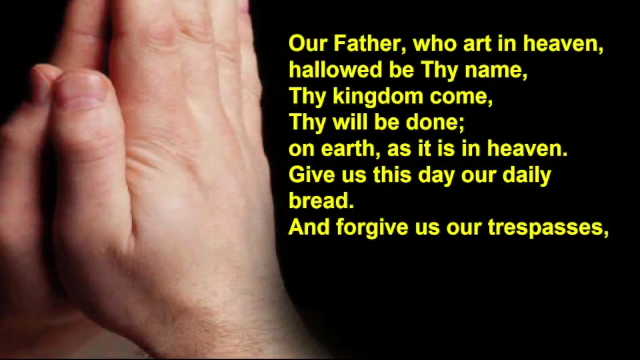 Our Father, who art in heaven,
hallowed be Thy name,
Thy kingdom come,
Thy will be done;
on earth, as it is in heaven.
Give us this day our daily
bread.
And forgive us our trespasses,